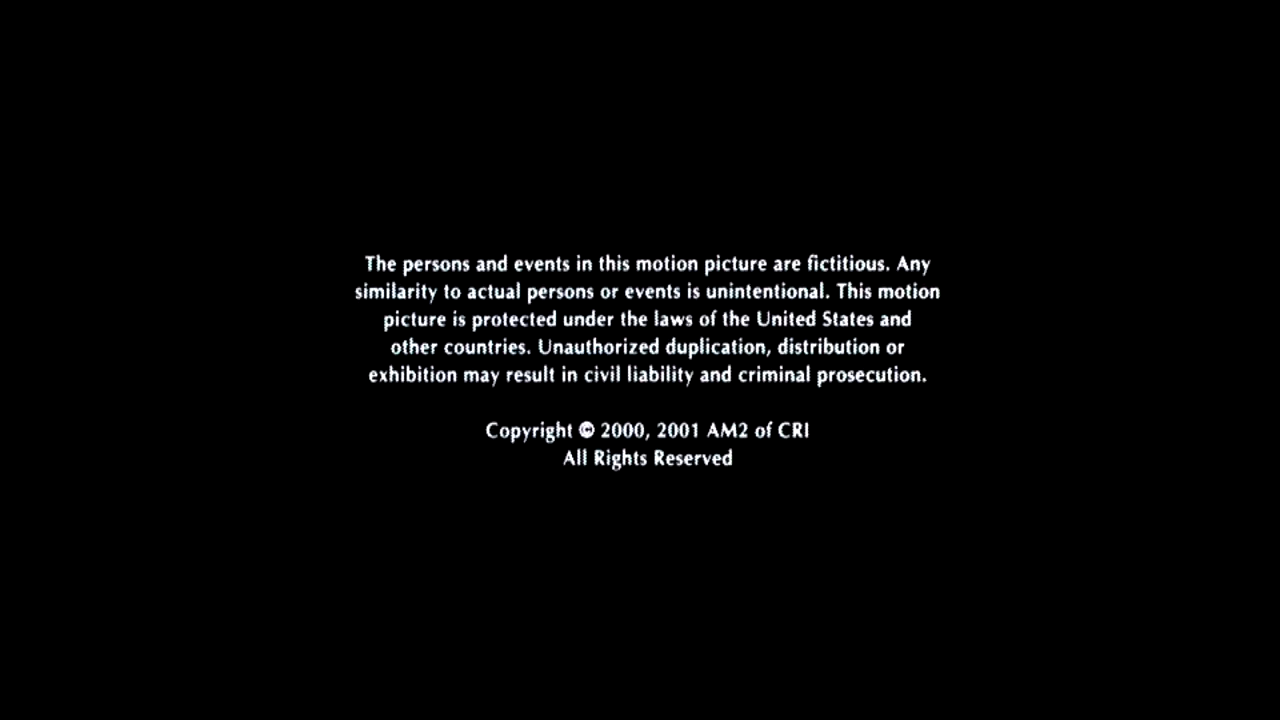 The persons and events in this motion picture are fictitious. Any
similarity to actual persons or events is unintentional. This motion
picture is protected under the laws of the United States and
other countries. Unauthorized duplication, distribution or
exhibition may result in civil liability and criminal prosecution.
Copyright © 2000, 2001 AM2 of CRI
All Rights Reserved